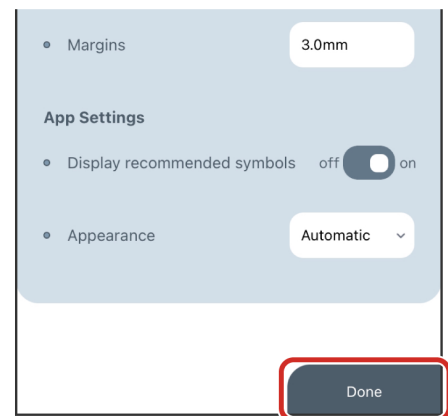 Margins 3.0mm
App Settings
Display recommended symbols off on
Appearance Automatic
Done